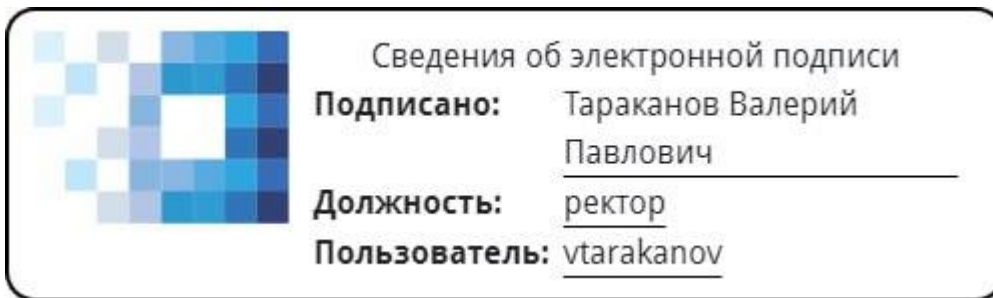 Сведения об электронной подписи
Подписано: Тараканов Валерий
Павлович
Должность: ректор
Пользователь: vtarakanov